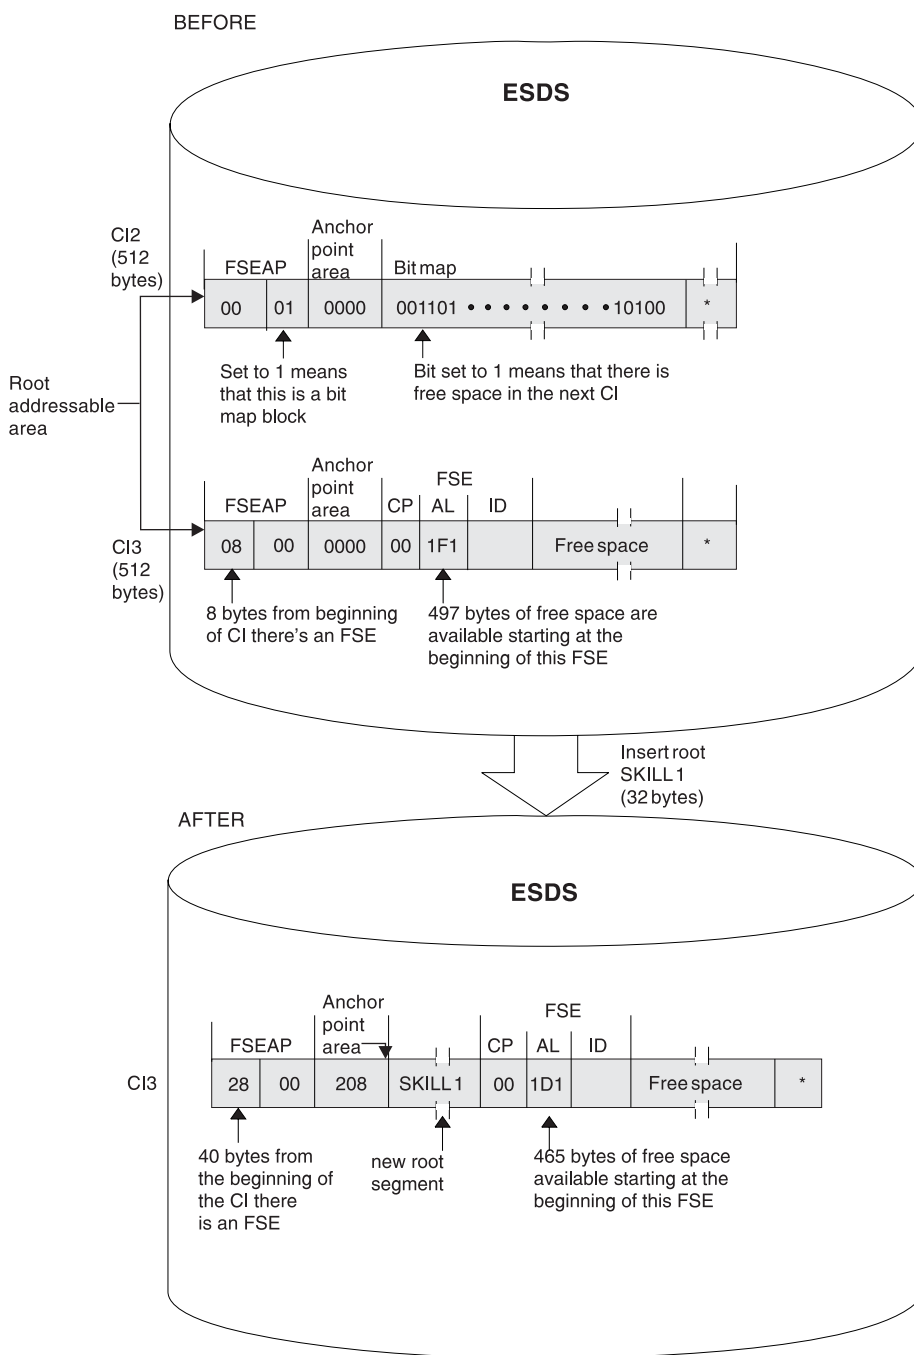 BEFORE
ESDS
CI2
(512
bytes)
FSEAP
Anchor
point
area
Bit map
00 01 0000 001101 • • • • • • • • 10100 *
Set to 1 means
that this is a bit
map block
Bit set to 1 means that there is
free space in the next CI
Root
addressable
area
FSEAP
Anchor
point
area
FSE
CP AL ID
CI3
(512
bytes)
08 00 0000 00 1F1 Free space *
8 bytes from beginning
of CI there's an FSE
497 bytes of free space are
available starting at the
beginning of this FSE
Insert root
SKILL1
(32 bytes)
AFTER
ESDS
FSEAP
Anchor
point
area
FSE
CP AL ID
CI3
28 00 208 SKILL1 00 1D1 Free space *
40 bytes from
the beginning of
the CI there
is an FSE
new root
segment
465 bytes of free space
available starting at the
beginning of this FSE